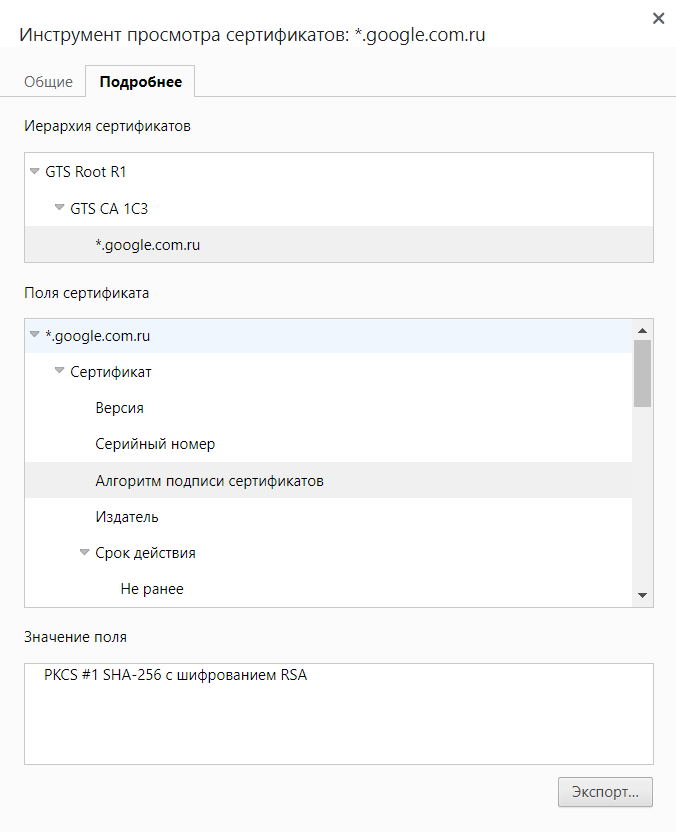 Инструмент просмотра сертификатов: *.google.com.ru
Общие
Подробнее
Иерархия сертификатов
GTS Root R1
GTS CA 1C3
*.google.com.ru
Поля сертификата
*.google.com.ru
Сертификат
Версия
Серийный номер
Алгоритм подписи сертификатов
Издатель
Срок действия
Не ранее
Значение поля
PKCS #1 SHA-256 с шифрованием RSA
Экспорт...